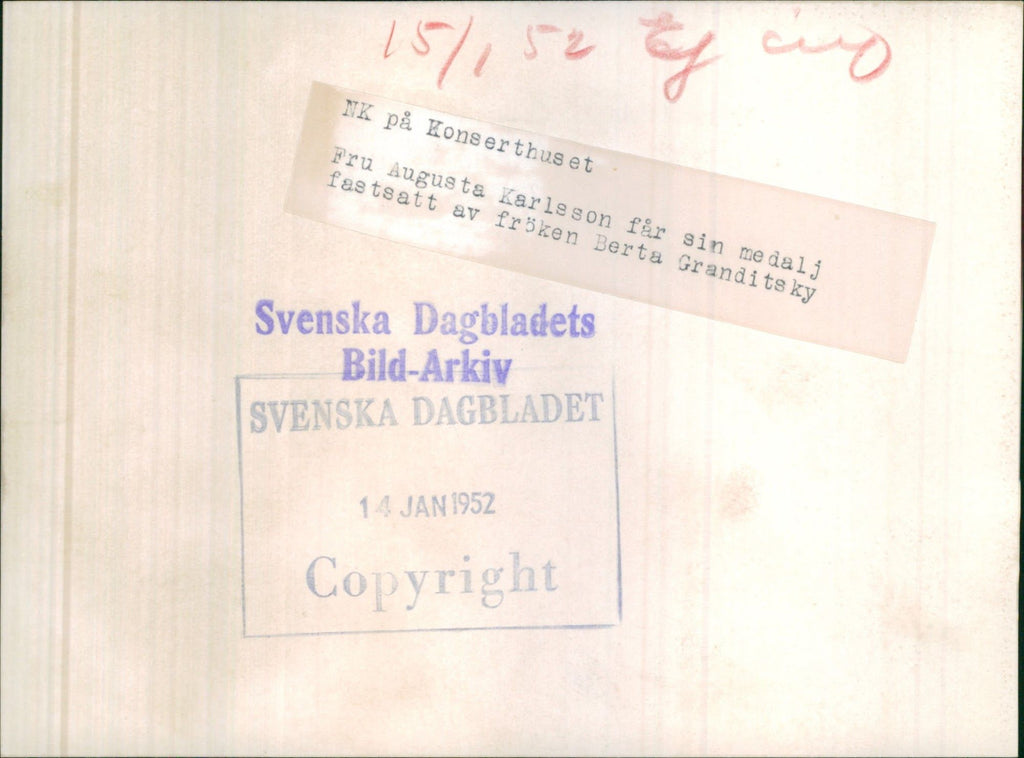 15/1 52
NK på Konserthuset
Fru Augusta Karlsson får sin medalj
fastsatt av fröken Berta Granditsky
Svenska Dagbladets
Bild-Arkiv
SVENSKA DAGBLADET
14 JAN 1952
Copyright